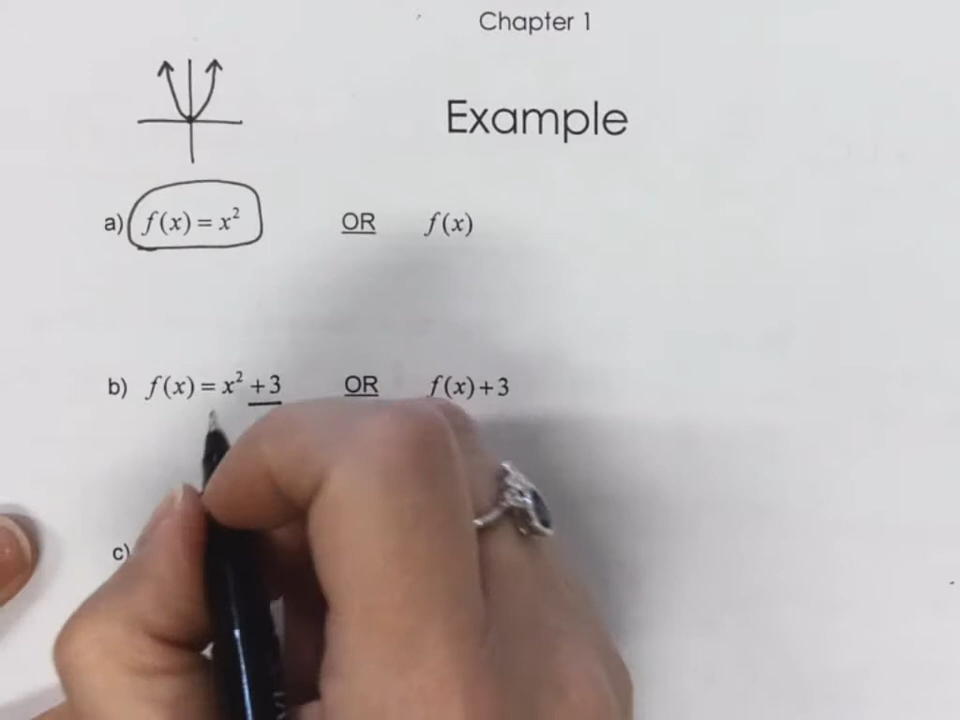 Chapter 1
Example
a) f(x) = x² OR f(x)
b) f(x) = x² +3 OR f(x)+3
c)